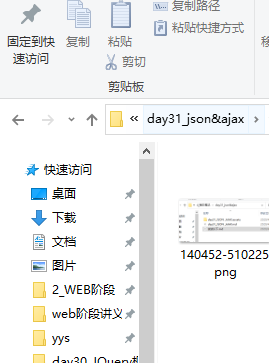 复制路径
粘贴快捷方式
固定到快
速访问
复制
粘贴
剪切
剪贴板
« day31_json&ajax
快速访问
桌面
下载
文档
图片
2_WEB阶段
web阶段讲义
yys
140452-510225
png